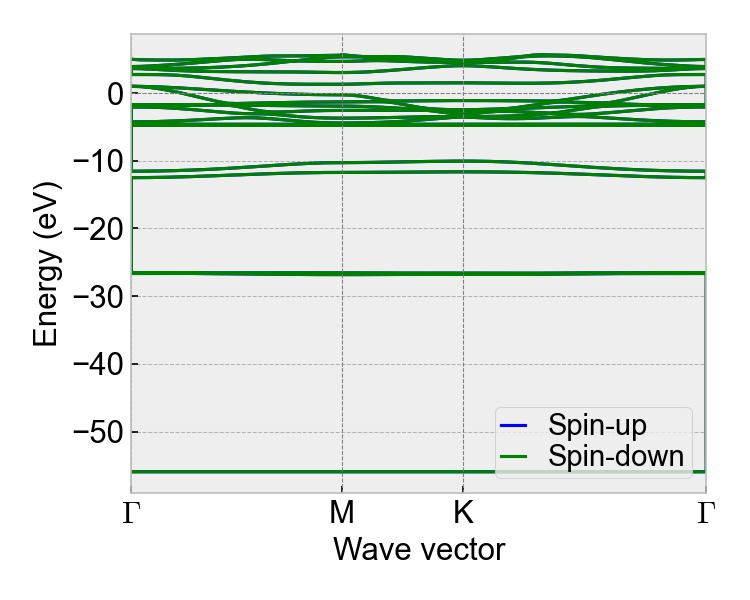 Energy (eV)
0
−10
−20
−30
−40
−50
Spin-up
Spin-down
Γ M K Γ
Wave vector